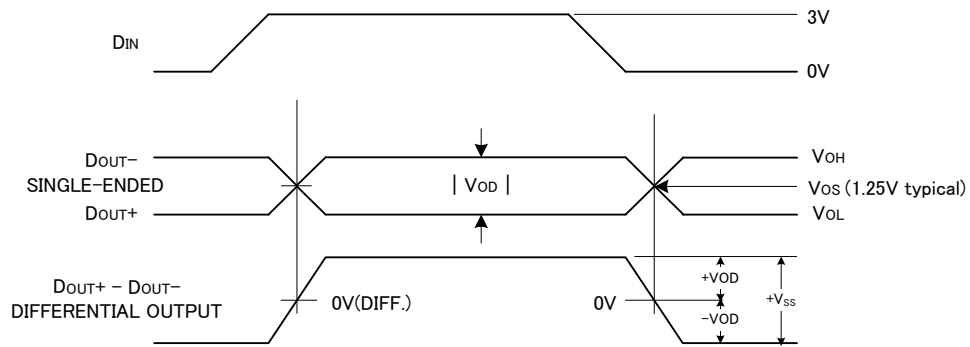 3V
DIN
0V
DOUT-
SINGLE-ENDED
DOUT+
| VOD |
VOH
VOS (1.25V typical)
VOL
DOUT+ - DOUT-
DIFFERENTIAL OUTPUT
0V(DIFF.)
0V
+VOD
-VOD
+VSS